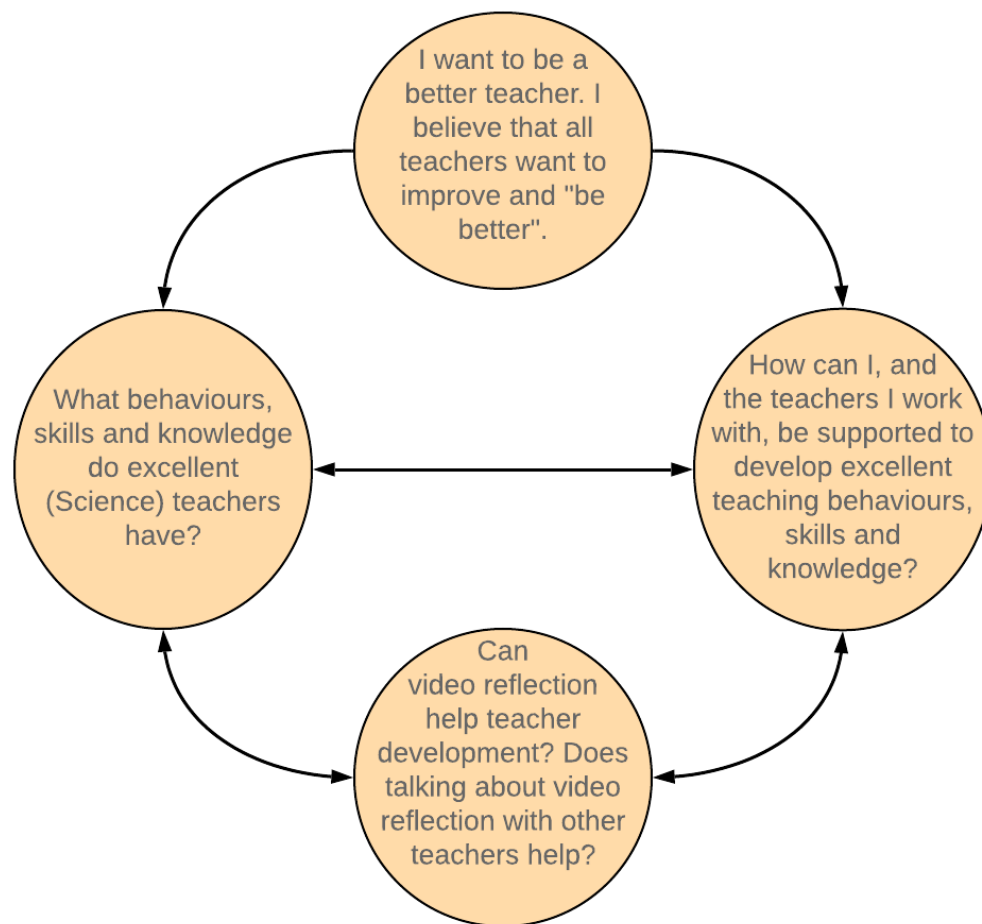 I want to be a
better teacher. I
believe that all
teachers want to
improve and "be
better".
What behaviours,
skills and knowledge
do excellent
(Science) teachers
have?
How can I, and
the teachers I work
with, be supported to
develop excellent
teaching behaviours,
skills and
knowledge?
Can
video reflection
help teacher
development? Does
talking about video
reflection with other
teachers help?